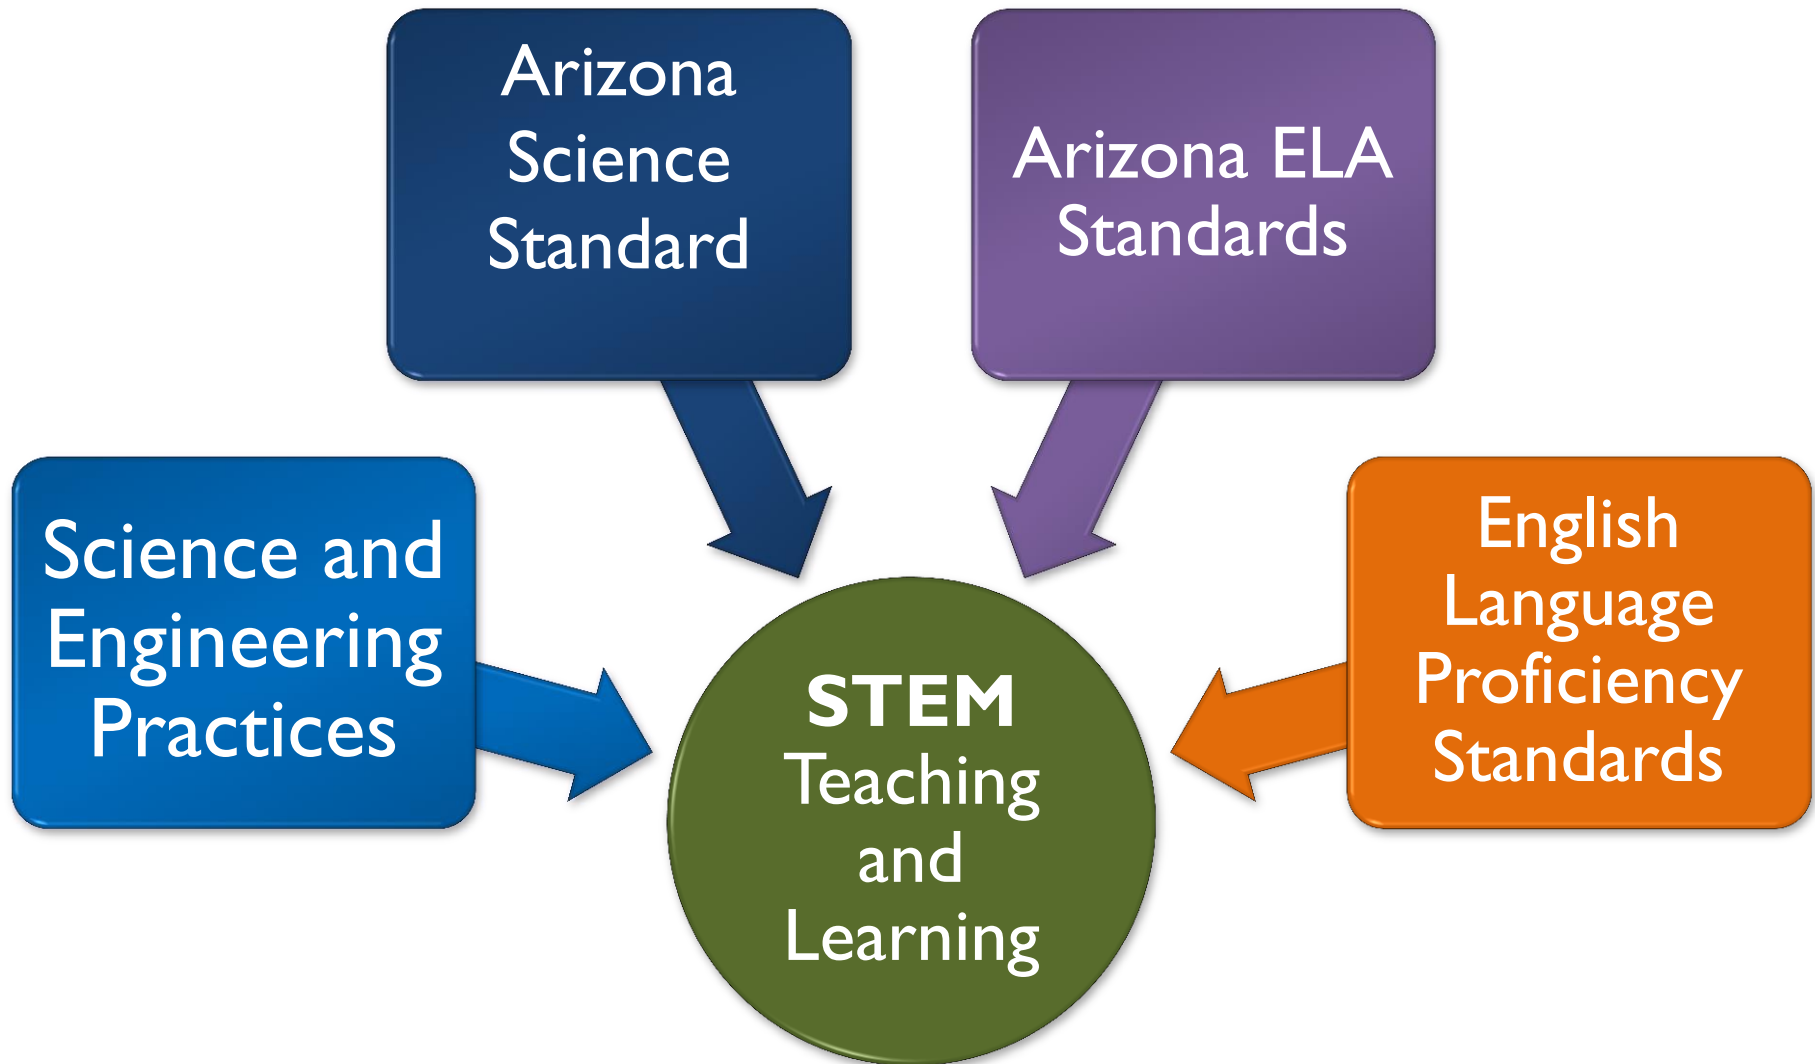 Arizona
Science
Standard
Arizona ELA
Standards
Science and
Engineering
Practices
English
Language
Proficiency
Standards
STEM
Teaching
and
Learning